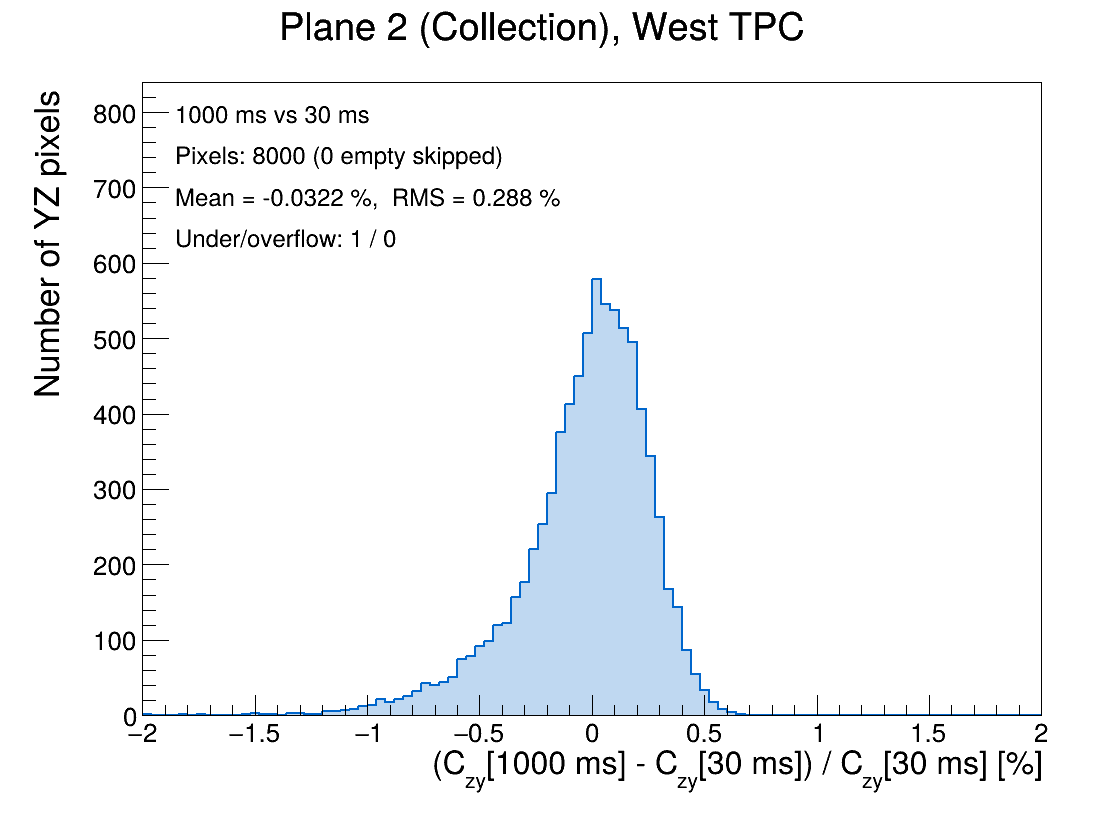 Plane 2 (Collection), West TPC
Number of YZ pixels
1000 ms vs 30 ms
Pixels: 8000 (0 empty skipped)
Mean = -0.0322 %, RMS = 0.288 %
Under/overflow: 1 / 0
800
700
600
500
400
300
200
100
0
−2 −1.5 −1 −0.5 0 0.5 1 1.5 2
(Czy[1000 ms] - Czy[30 ms]) / Czy[30 ms] [%]